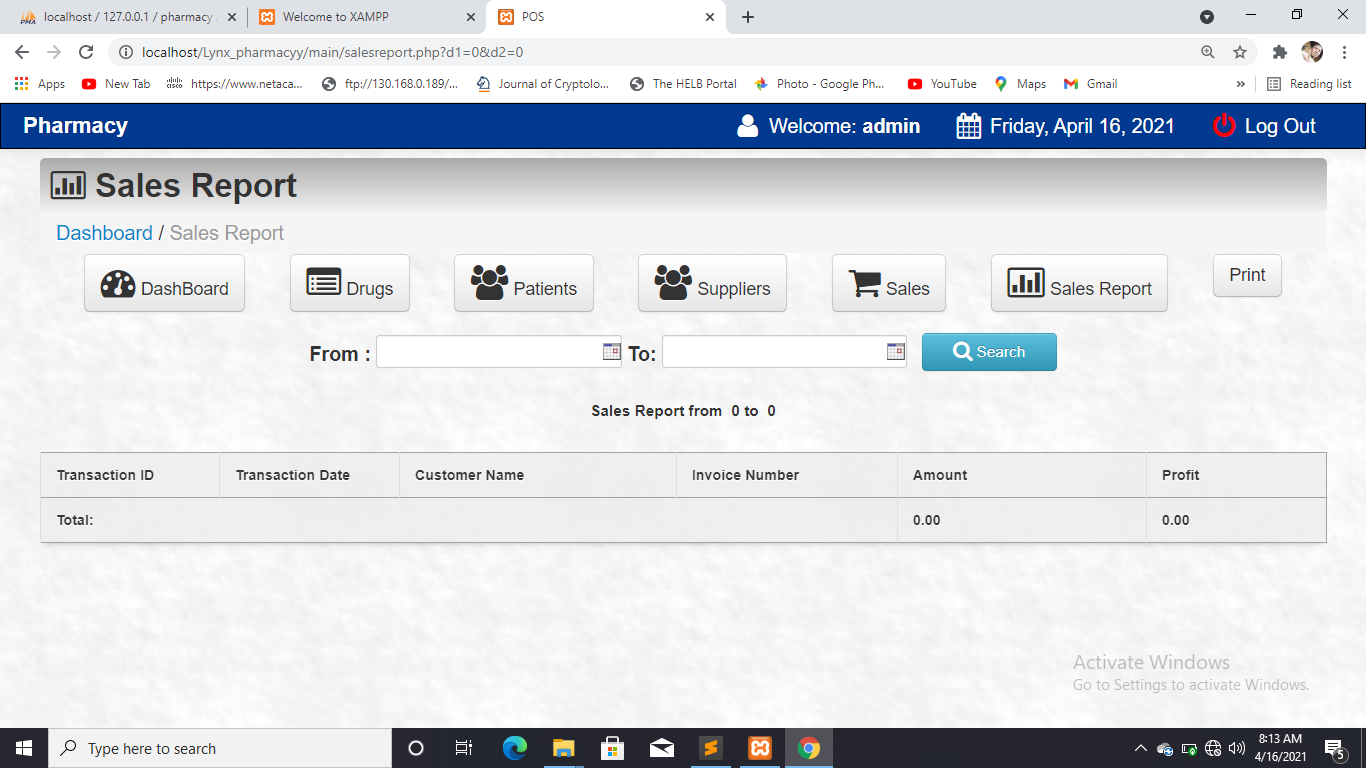 localhost / 127.0.0.1 / pharmacy
Welcome to XAMPP
POS
localhost/Lynx_pharmacyy/main/salesreport.php?d1=0&d2=0
Apps
New Tab
https://www.netaca...
ftp://130.168.0.189/...
Journal of Cryptolo...
The HELB Portal
Photo - Google Ph...
YouTube
Maps
Gmail
»
Reading list
Pharmacy
Welcome: admin
Friday, April 16, 2021
Log Out
Sales Report
Dashboard / Sales Report
DashBoard
Drugs
Patients
Suppliers
Sales
Sales Report
Print
From :
To:
Search
Sales Report from 0 to 0
Transaction ID
Transaction Date
Customer Name
Invoice Number
Amount
Profit
Total:
0.00
0.00
Activate Windows
Go to Settings to activate Windows.
Type here to search
8:13 AM
4/16/2021
5